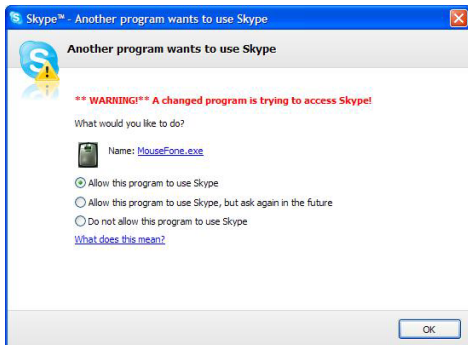 Skype™ - Another program wants to use Skype
Another program wants to use Skype
** WARNING!** A changed program is trying to access Skype!
What would you like to do?
Name: MouseFone.exe
Allow this program to use Skype
Allow this program to use Skype, but ask again in the future
Do not allow this program to use Skype
What does this mean?
OK